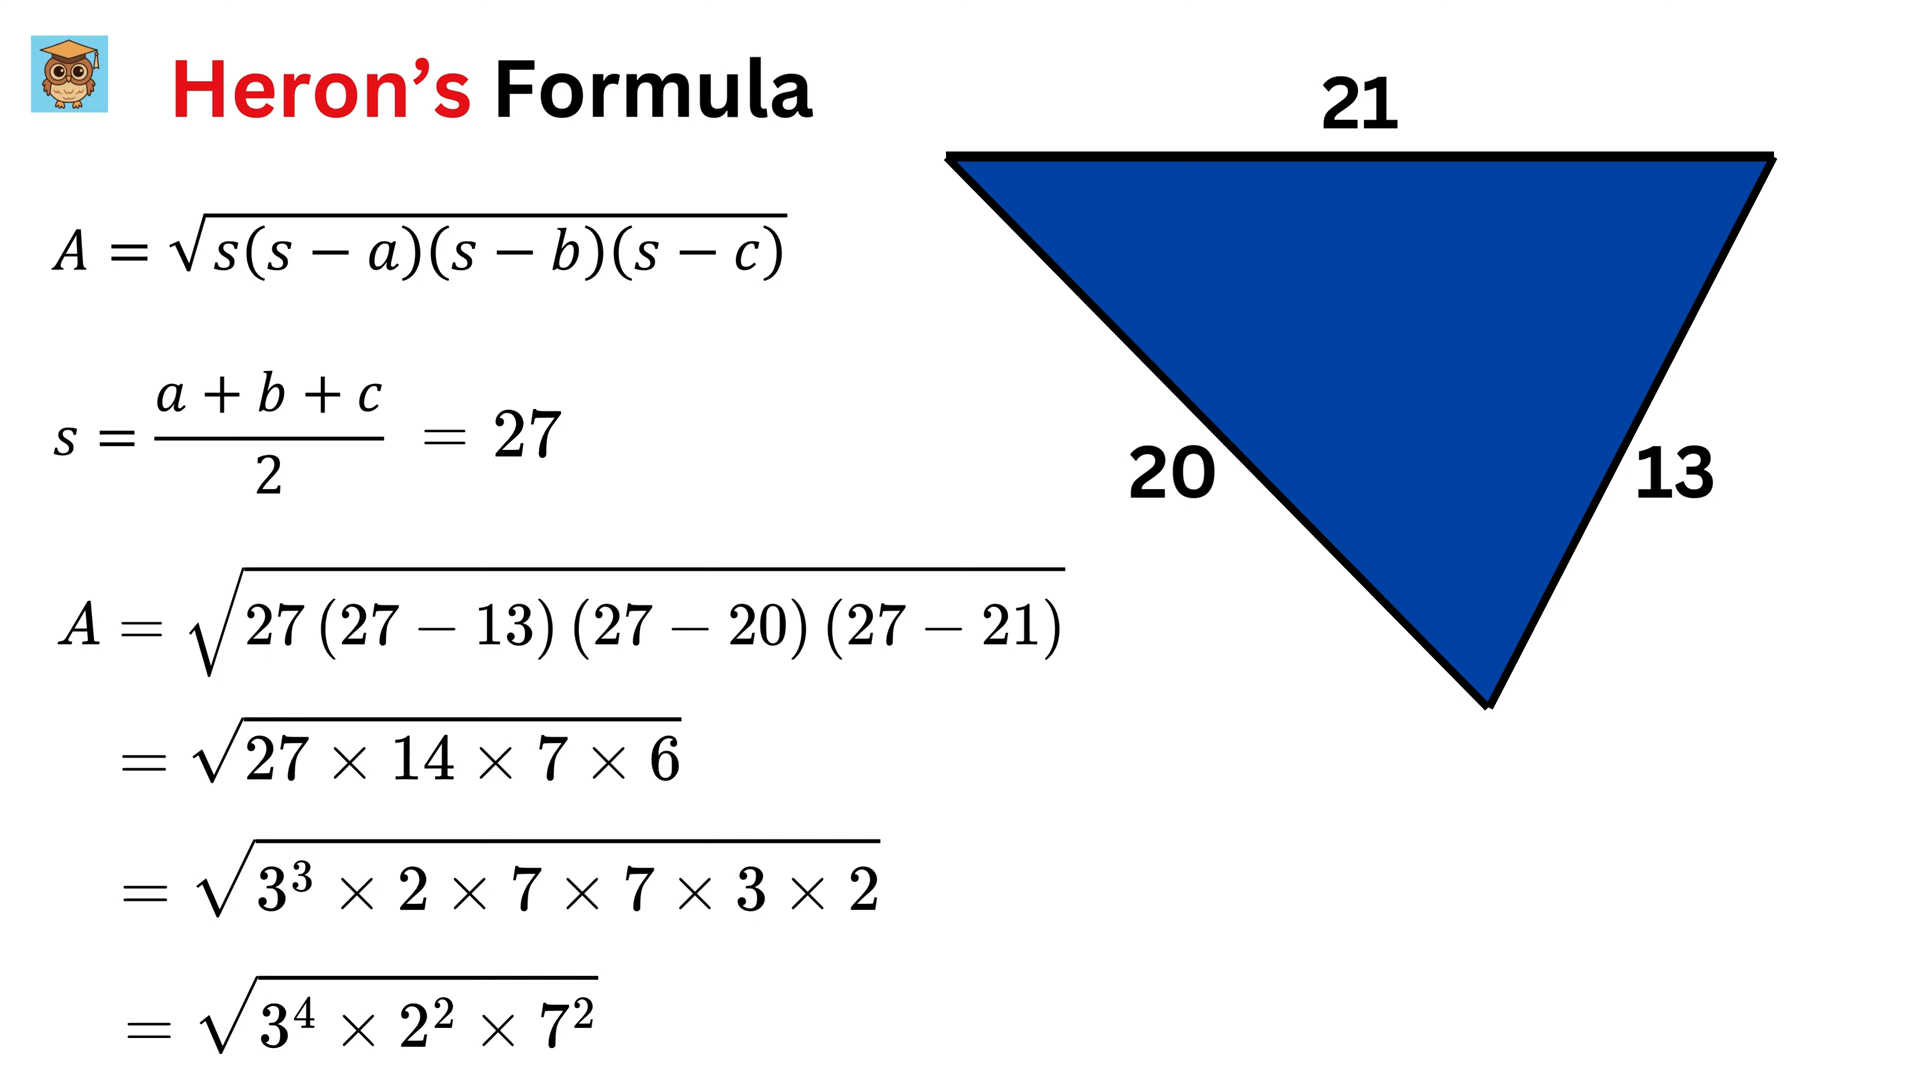 Heron’s Formula
A = √s(s − a)(s − b)(s − c)
s = a + b + c / 2 = 27
A = √27 (27 − 13) (27 − 20) (27 − 21)
= √27 × 14 × 7 × 6
= √3³ × 2 × 7 × 7 × 3 × 2
= √3⁴ × 2² × 7²
21
20
13